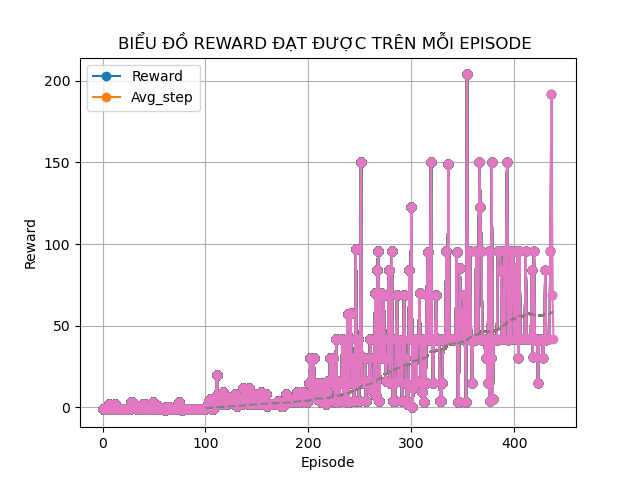 BIỂU ĐỒ REWARD ĐẠT ĐƯỢC TRÊN MỖI EPISODE
Reward
Avg_step
200
150
100
50
0
Reward
0 100 200 300 400
Episode